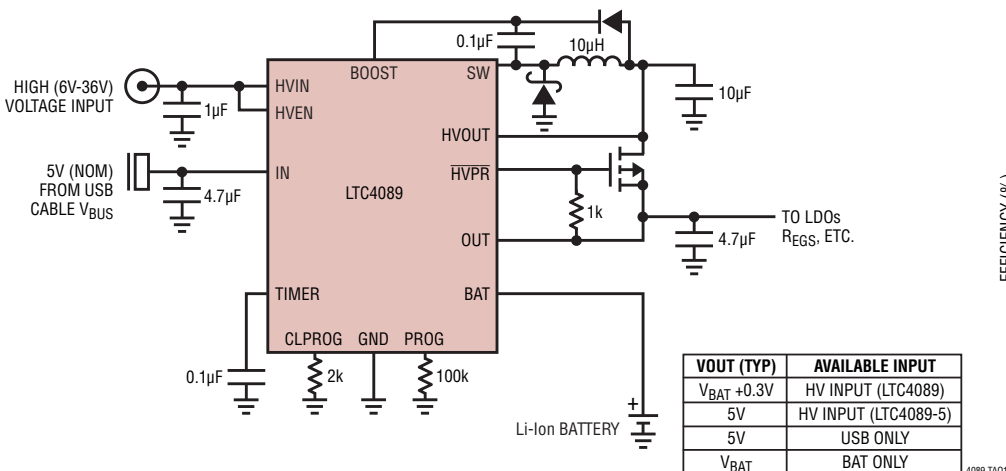 0.1µF
10µH
BOOST
SW
HIGH (6V-36V)
VOLTAGE INPUT
HVIN
1µF
HVEN
10µF
HVOUT
5V (NOM)
FROM USB
CABLE VBUS
IN
4.7µF
LTC4089
HVPR
1k
OUT
TO LDOs
REGS, ETC.
4.7µF
TIMER
BAT
CLPROG GND PROG
0.1µF
2k
100k
+
Li-Ion BATTERY
VOUT (TYP) AVAILABLE INPUT
VBAT +0.3V HV INPUT (LTC4089)
5V HV INPUT (LTC4089-5)
5V USB ONLY
VBAT BAT ONLY
4089 TA01
EFFICIENCY (%)